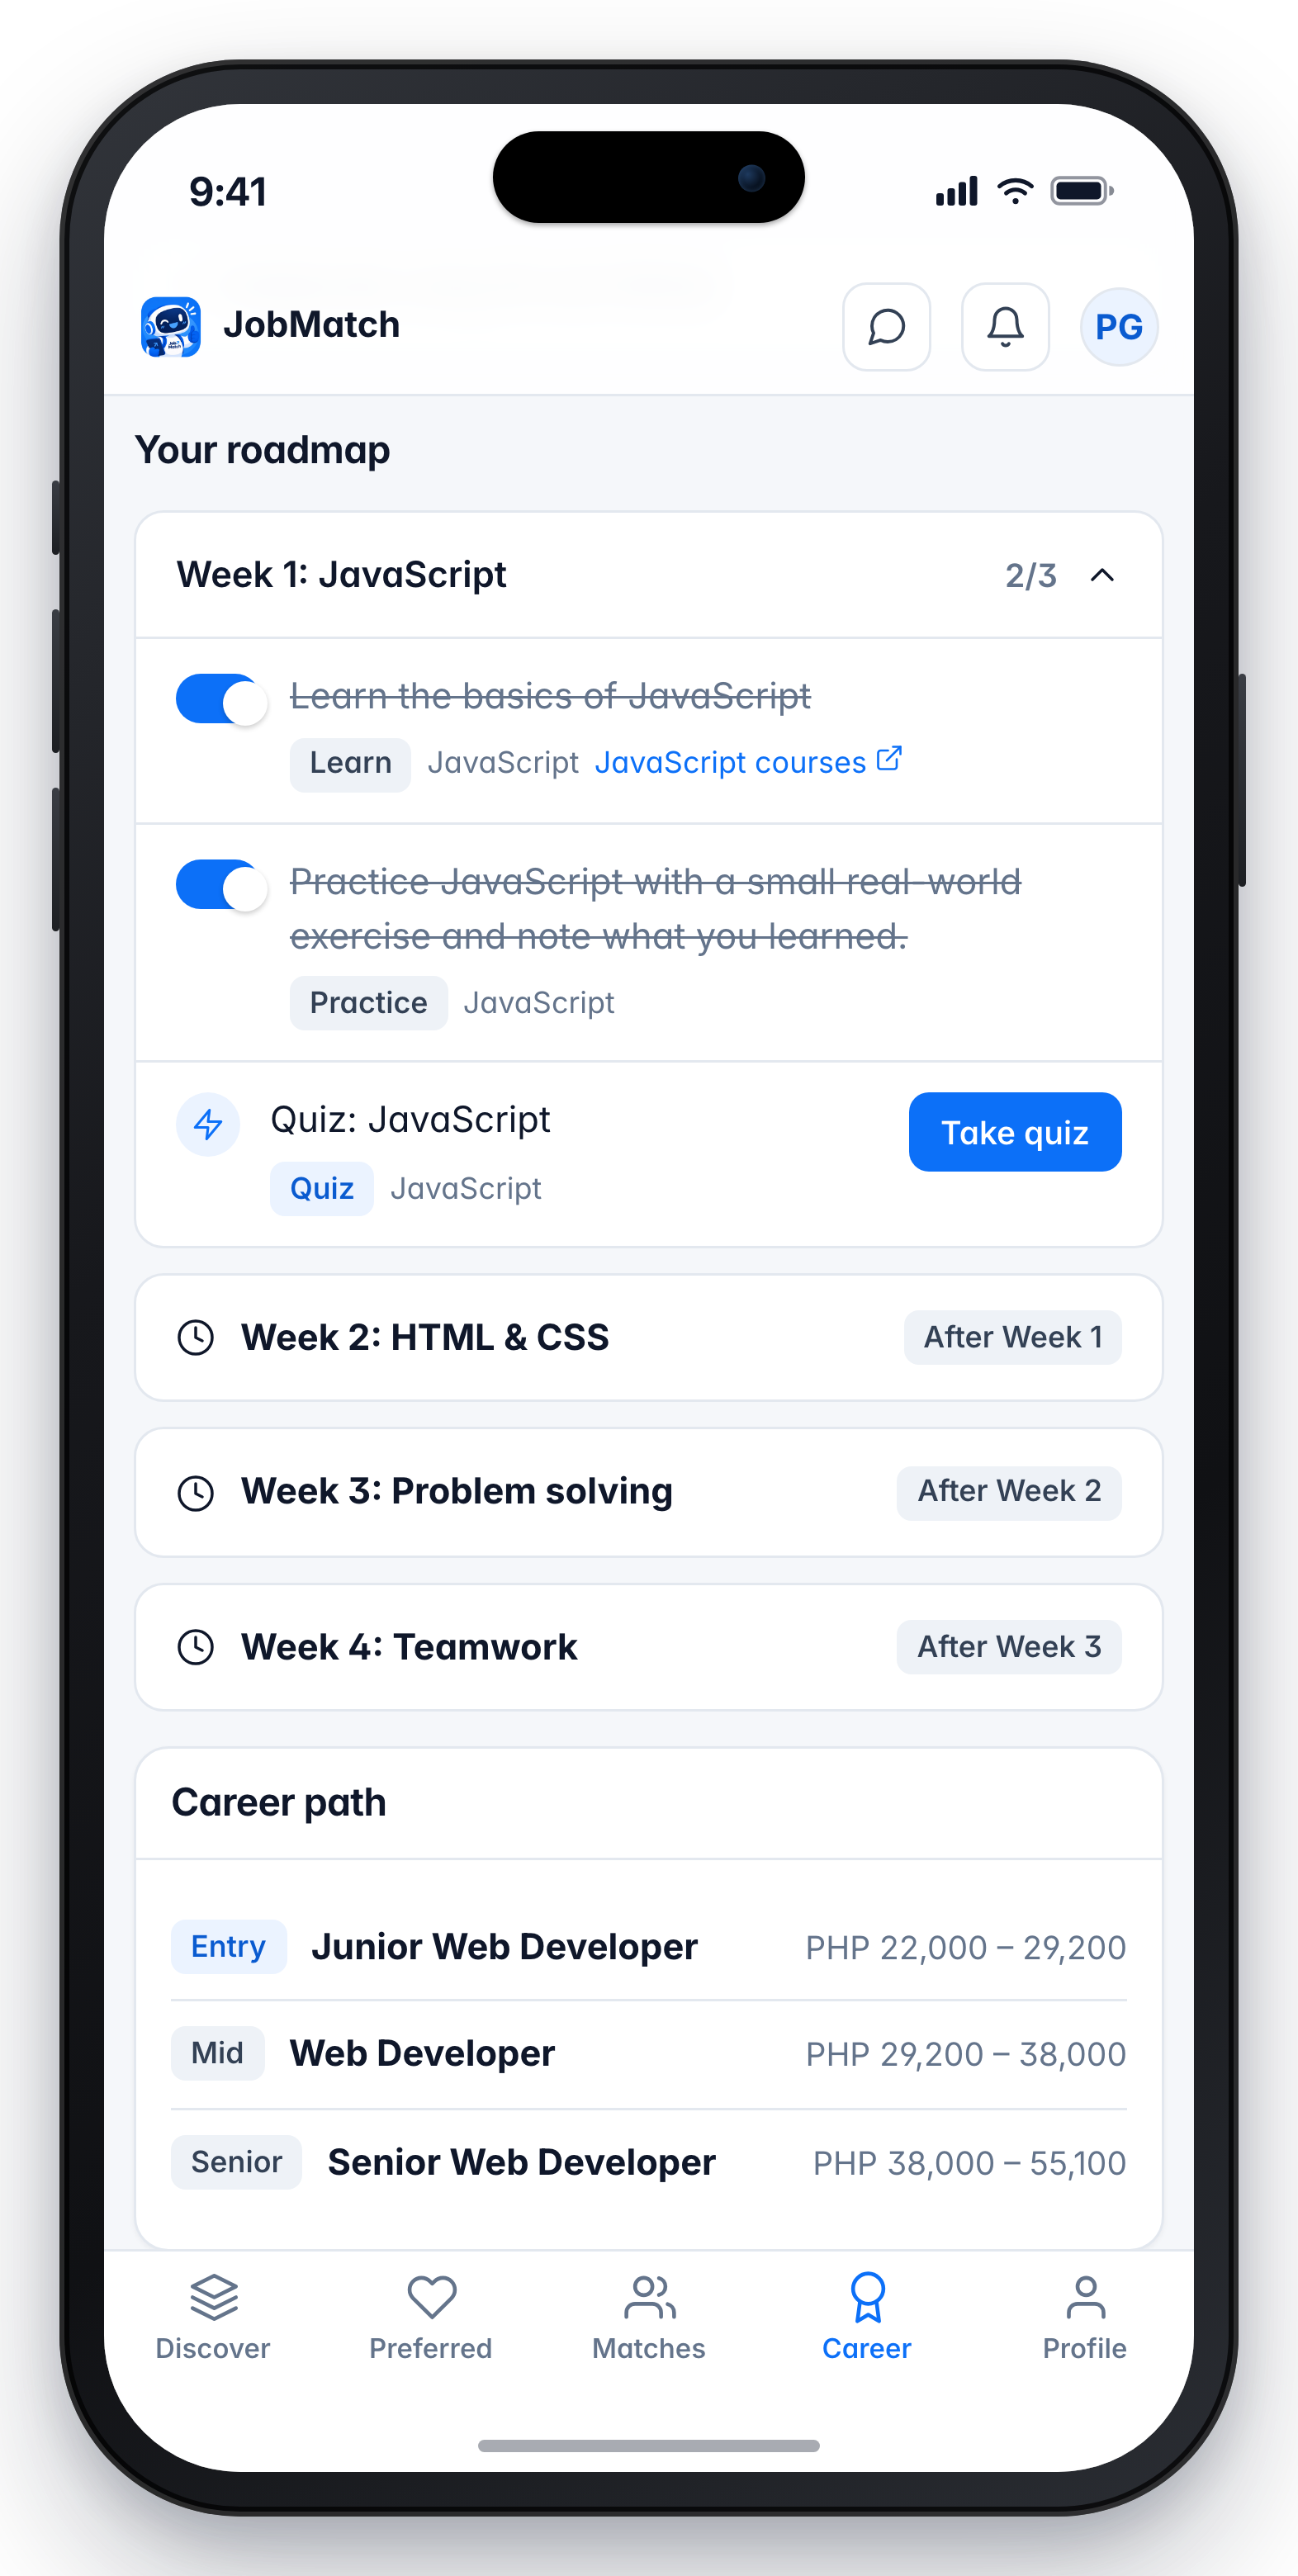 9:41
JobMatch
PG
Your roadmap
Week 1: JavaScript 2/3
Learn the basics of JavaScript
Learn JavaScript JavaScript courses
Practice JavaScript with a small real-world
exercise and note what you learned.
Practice JavaScript
Quiz: JavaScript Take quiz
Quiz JavaScript
Week 2: HTML & CSS After Week 1
Week 3: Problem solving After Week 2
Week 4: Teamwork After Week 3
Career path
Entry Junior Web Developer PHP 22,000 – 29,200
Mid Web Developer PHP 29,200 – 38,000
Senior Senior Web Developer PHP 38,000 – 55,100
Discover Preferred Matches Career Profile